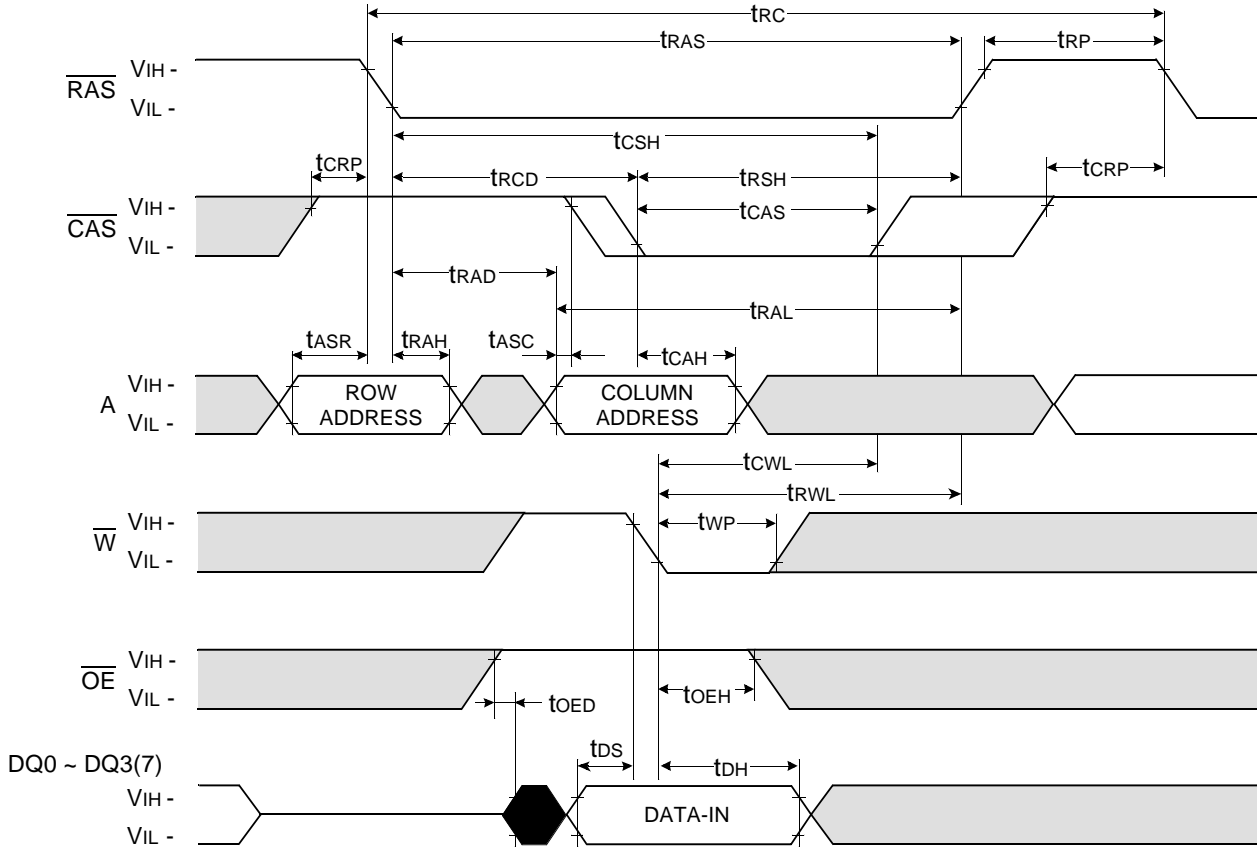 tRC
tRAS
tRP
RAS
VIH -
VIL -
tCSH
tCRP
tRCD
tRSH
tCRP
CAS
VIH -
VIL -
tCAS
tRAD
tRAL
tASR
tRAH
tASC
tCAH
A
VIH -
VIL -
ROW
ADDRESS
COLUMN
ADDRESS
tCWL
tRWL
W
VIH -
VIL -
tWP
OE
VIH -
VIL -
tOED
tOEH
DQ0 ~ DQ3(7)
tDS
tDH
VIH -
VIL -
DATA-IN